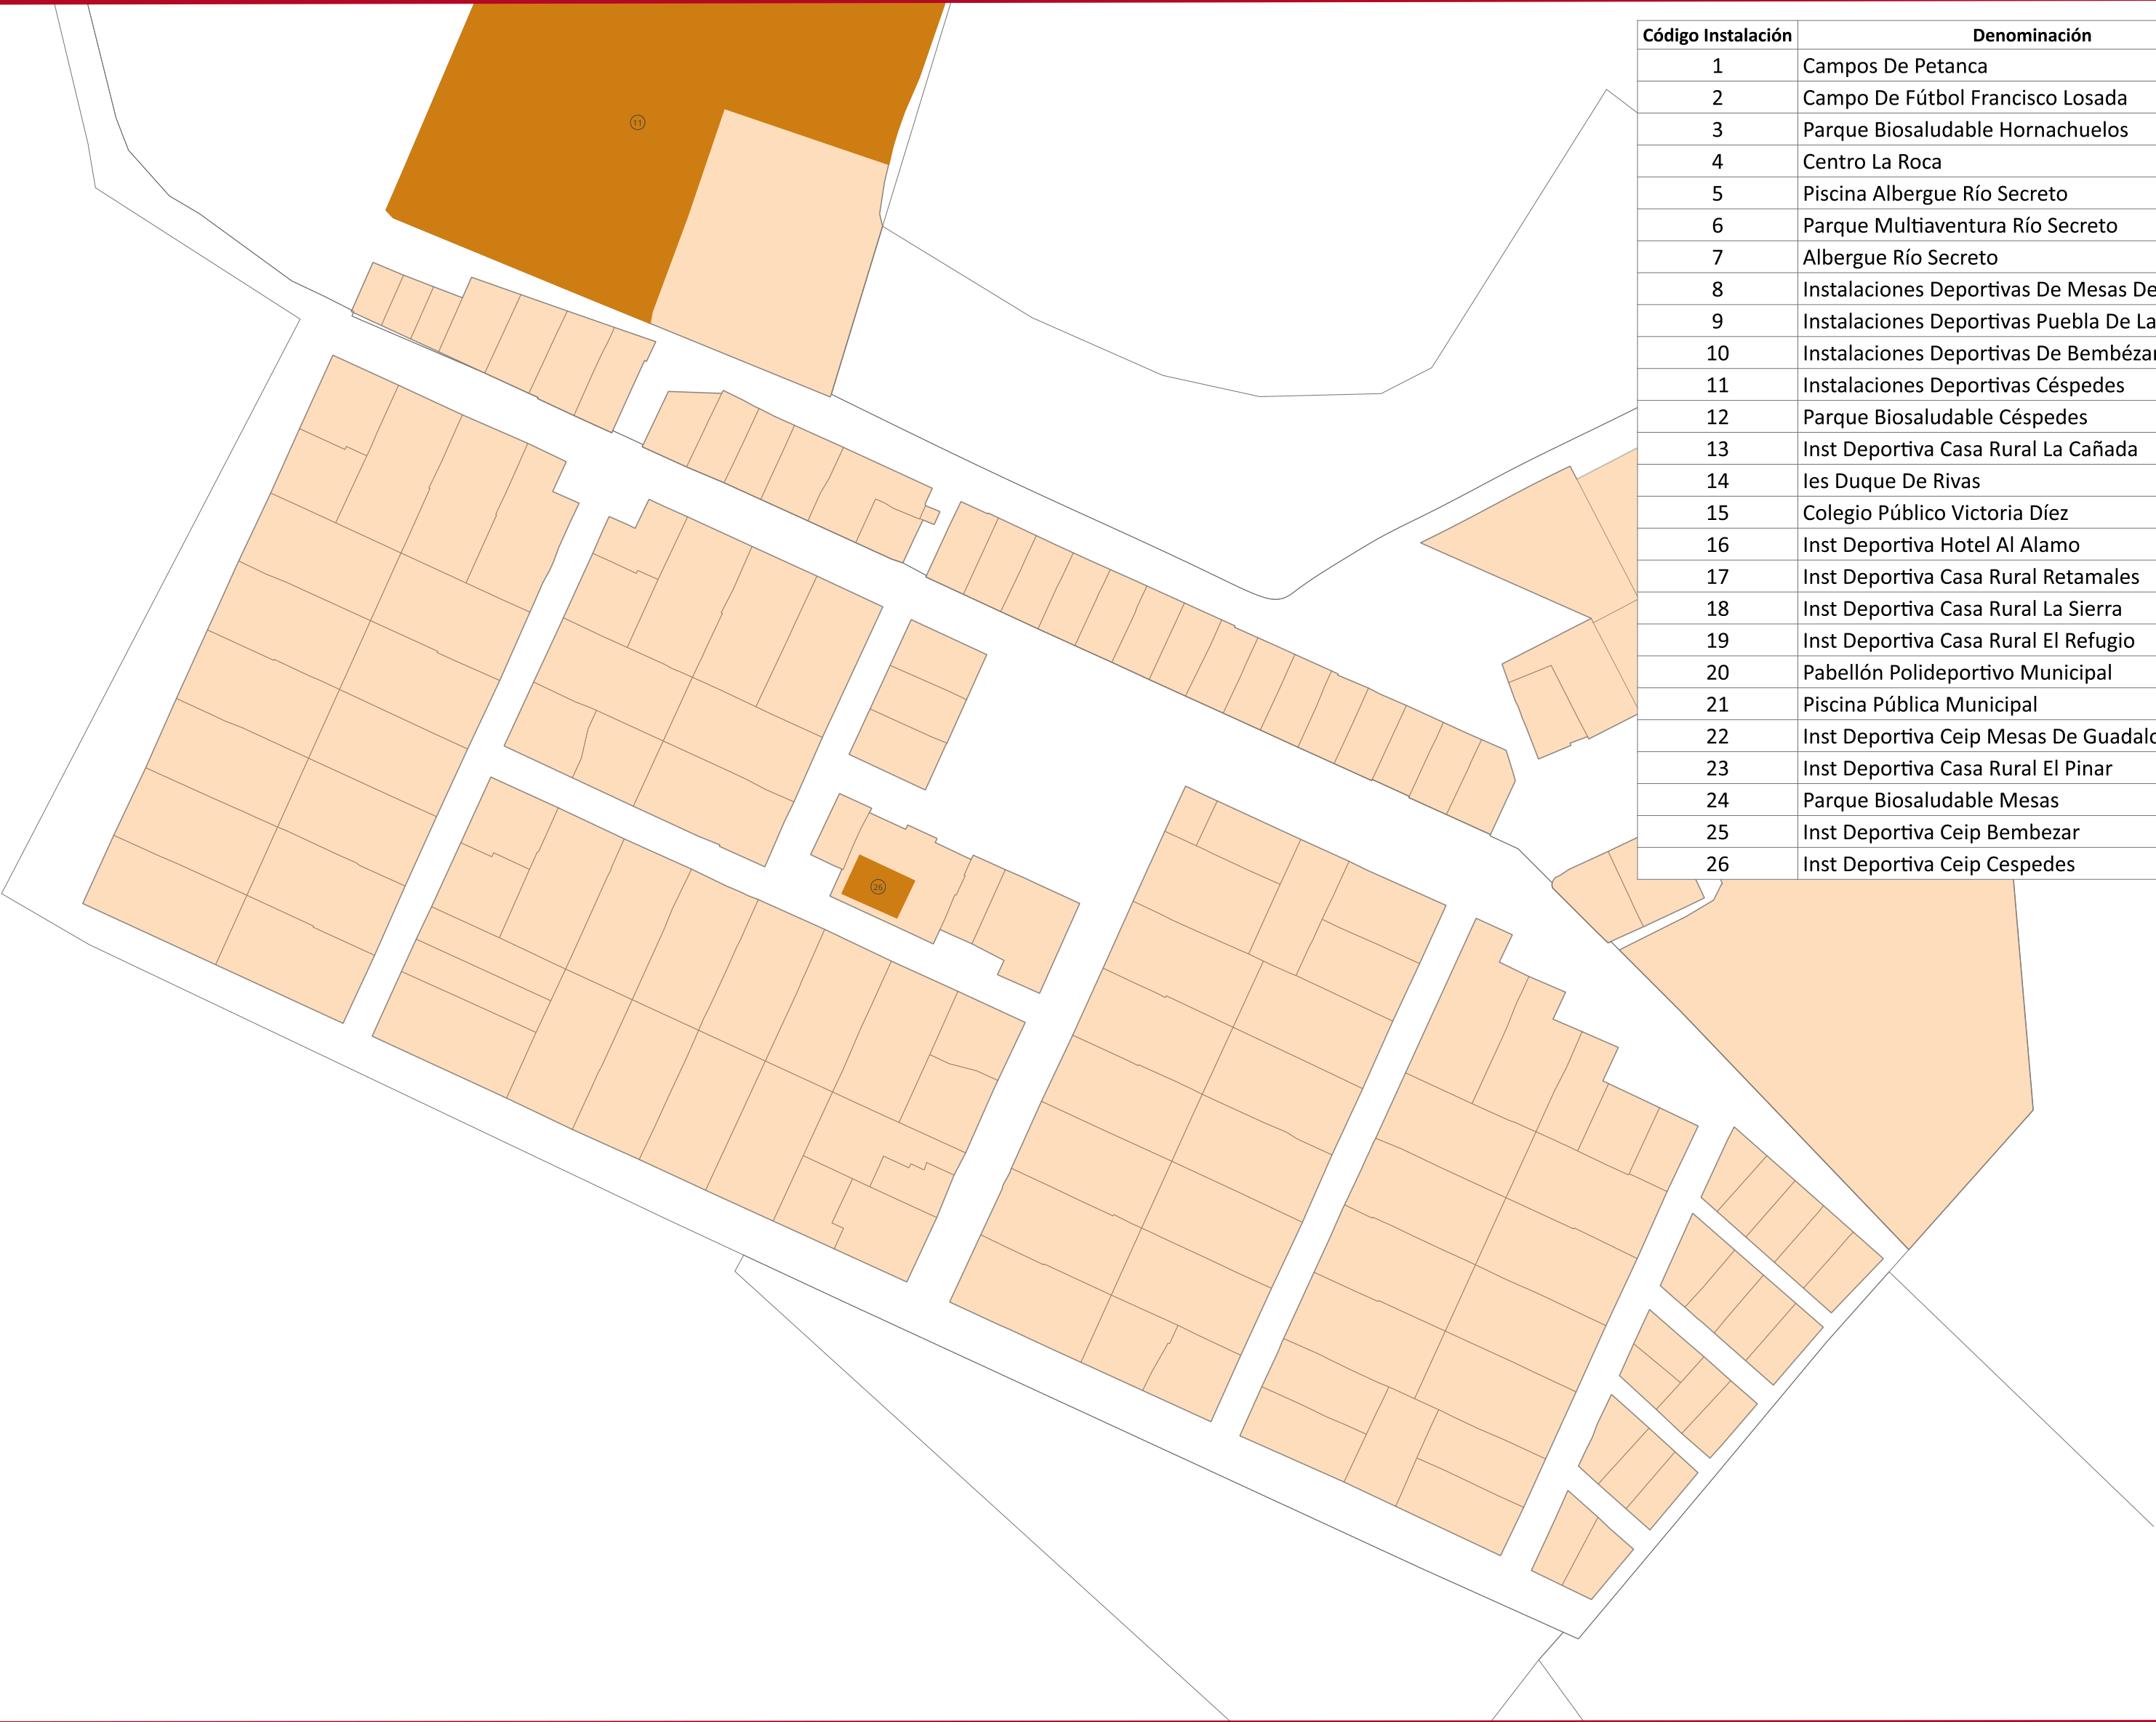 Código Instalación Denominación
1 Campos De Petanca
2 Campo De Fútbol Francisco Losada
3 Parque Biosaludable Hornachuelos
4 Centro La Roca
5 Piscina Albergue Río Secreto
6 Parque Multiaventura Río Secreto
7 Albergue Río Secreto
8 Instalaciones Deportivas De Mesas De
9 Instalaciones Deportivas Puebla De La
10 Instalaciones Deportivas De Bembézar
11 Instalaciones Deportivas Céspedes
12 Parque Biosaludable Céspedes
13 Inst Deportiva Casa Rural La Cañada
14 Ies Duque De Rivas
15 Colegio Público Victoria Díez
16 Inst Deportiva Hotel Al Alamo
17 Inst Deportiva Casa Rural Retamales
18 Inst Deportiva Casa Rural La Sierra
19 Inst Deportiva Casa Rural El Refugio
20 Pabellón Polideportivo Municipal
21 Piscina Pública Municipal
22 Inst Deportiva Ceip Mesas De Guadalo
23 Inst Deportiva Casa Rural El Pinar
24 Parque Biosaludable Mesas
25 Inst Deportiva Ceip Bembezar
26 Inst Deportiva Ceip Cespedes
11
26